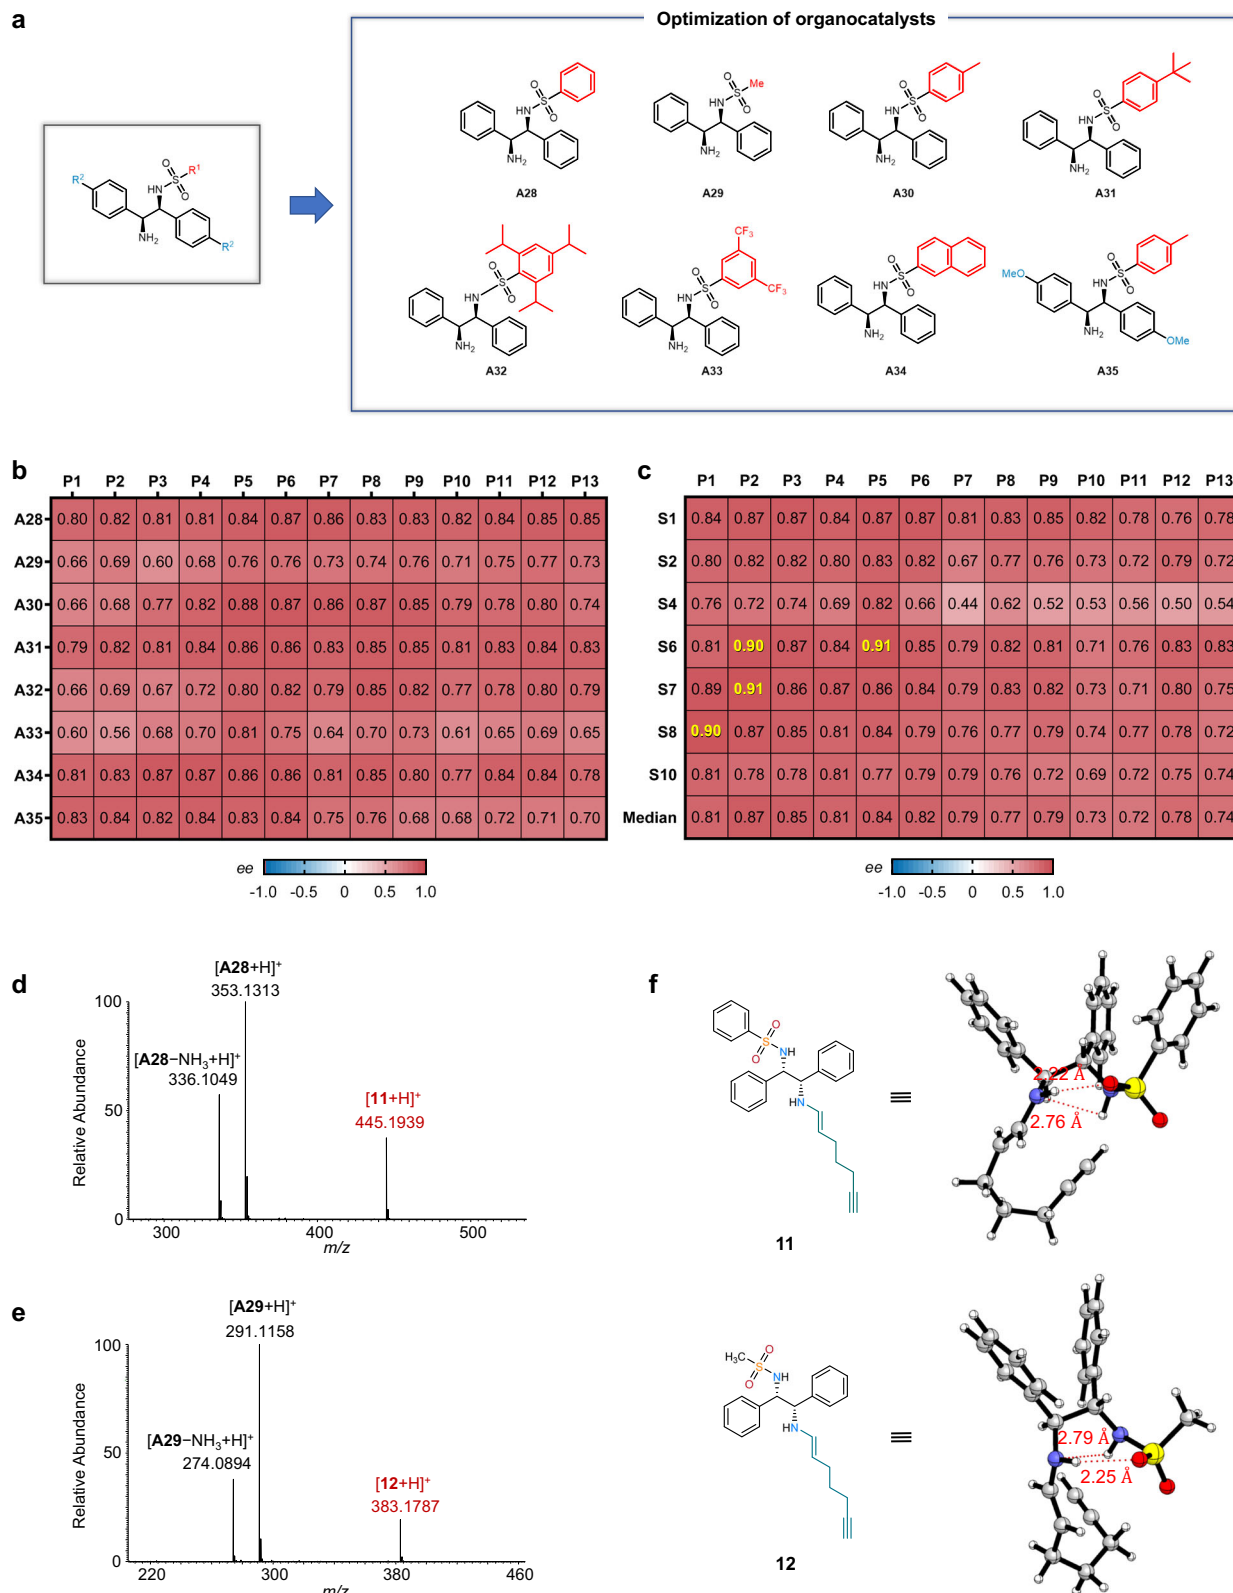 a
Optimization of organocatalysts
R²
HN
O
S
R¹
O
NH₂
R²
HN
O
S
O
NH₂
A28
HN
O
S
Me
O
NH₂
A29
HN
O
S
O
NH₂
A30
HN
O
S
O
NH₂
A31
HN
O
S
O
NH₂
A32
CF₃
HN
O
S
O
CF₃
NH₂
A33
HN
O
S
O
NH₂
A34
MeO
HN
O
S
O
NH₂
OMe
A35
b
P1 P2 P3 P4 P5 P6 P7 P8 P9 P10 P11 P12 P13
A28 0.80 0.82 0.81 0.81 0.84 0.87 0.86 0.83 0.83 0.82 0.84 0.85 0.85
A29 0.66 0.69 0.60 0.68 0.76 0.76 0.73 0.74 0.76 0.71 0.75 0.77 0.73
A30 0.66 0.68 0.77 0.82 0.88 0.87 0.86 0.87 0.85 0.79 0.78 0.80 0.74
A31 0.79 0.82 0.81 0.84 0.86 0.86 0.83 0.85 0.85 0.81 0.83 0.84 0.83
A32 0.66 0.69 0.67 0.72 0.80 0.82 0.79 0.85 0.82 0.77 0.78 0.80 0.79
A33 0.60 0.56 0.68 0.70 0.81 0.75 0.64 0.70 0.73 0.61 0.65 0.69 0.65
A34 0.81 0.83 0.87 0.87 0.86 0.86 0.81 0.85 0.80 0.77 0.84 0.84 0.78
A35 0.83 0.84 0.82 0.84 0.83 0.84 0.75 0.76 0.68 0.68 0.72 0.71 0.70
ee
-1.0 -0.5 0 0.5 1.0
c
P1 P2 P3 P4 P5 P6 P7 P8 P9 P10 P11 P12 P13
S1 0.84 0.87 0.87 0.84 0.87 0.87 0.81 0.83 0.85 0.82 0.78 0.76 0.78
S2 0.80 0.82 0.82 0.80 0.83 0.82 0.67 0.77 0.76 0.73 0.72 0.79 0.72
S4 0.76 0.72 0.74 0.69 0.82 0.66 0.44 0.62 0.52 0.53 0.56 0.50 0.54
S6 0.81 0.90 0.87 0.84 0.91 0.85 0.79 0.82 0.81 0.71 0.76 0.83 0.83
S7 0.89 0.91 0.86 0.87 0.86 0.84 0.79 0.83 0.82 0.73 0.71 0.80 0.75
S8 0.90 0.87 0.85 0.81 0.84 0.79 0.76 0.77 0.79 0.74 0.77 0.78 0.72
S10 0.81 0.78 0.78 0.81 0.77 0.79 0.78 0.76 0.72 0.69 0.72 0.75 0.74
Median 0.81 0.87 0.85 0.81 0.84 0.82 0.79 0.77 0.79 0.73 0.72 0.78 0.74
ee
-1.0 -0.5 0 0.5 1.0
d
[A28+H]⁺
353.1313
[A28−NH₃+H]⁺
336.1049
[11+H]⁺
445.1939
Relative Abundance
100
50
0
300 400 500
m/z
e
[A29+H]⁺
291.1158
[A29−NH₃+H]⁺
274.0894
[12+H]⁺
383.1787
Relative Abundance
100
50
0
220 300 380 460
m/z
f
O
S
O
NH
HN
11
2.22 Å
2.76 Å
H₃C
O
S
O
NH
HN
12
2.79 Å
2.25 Å